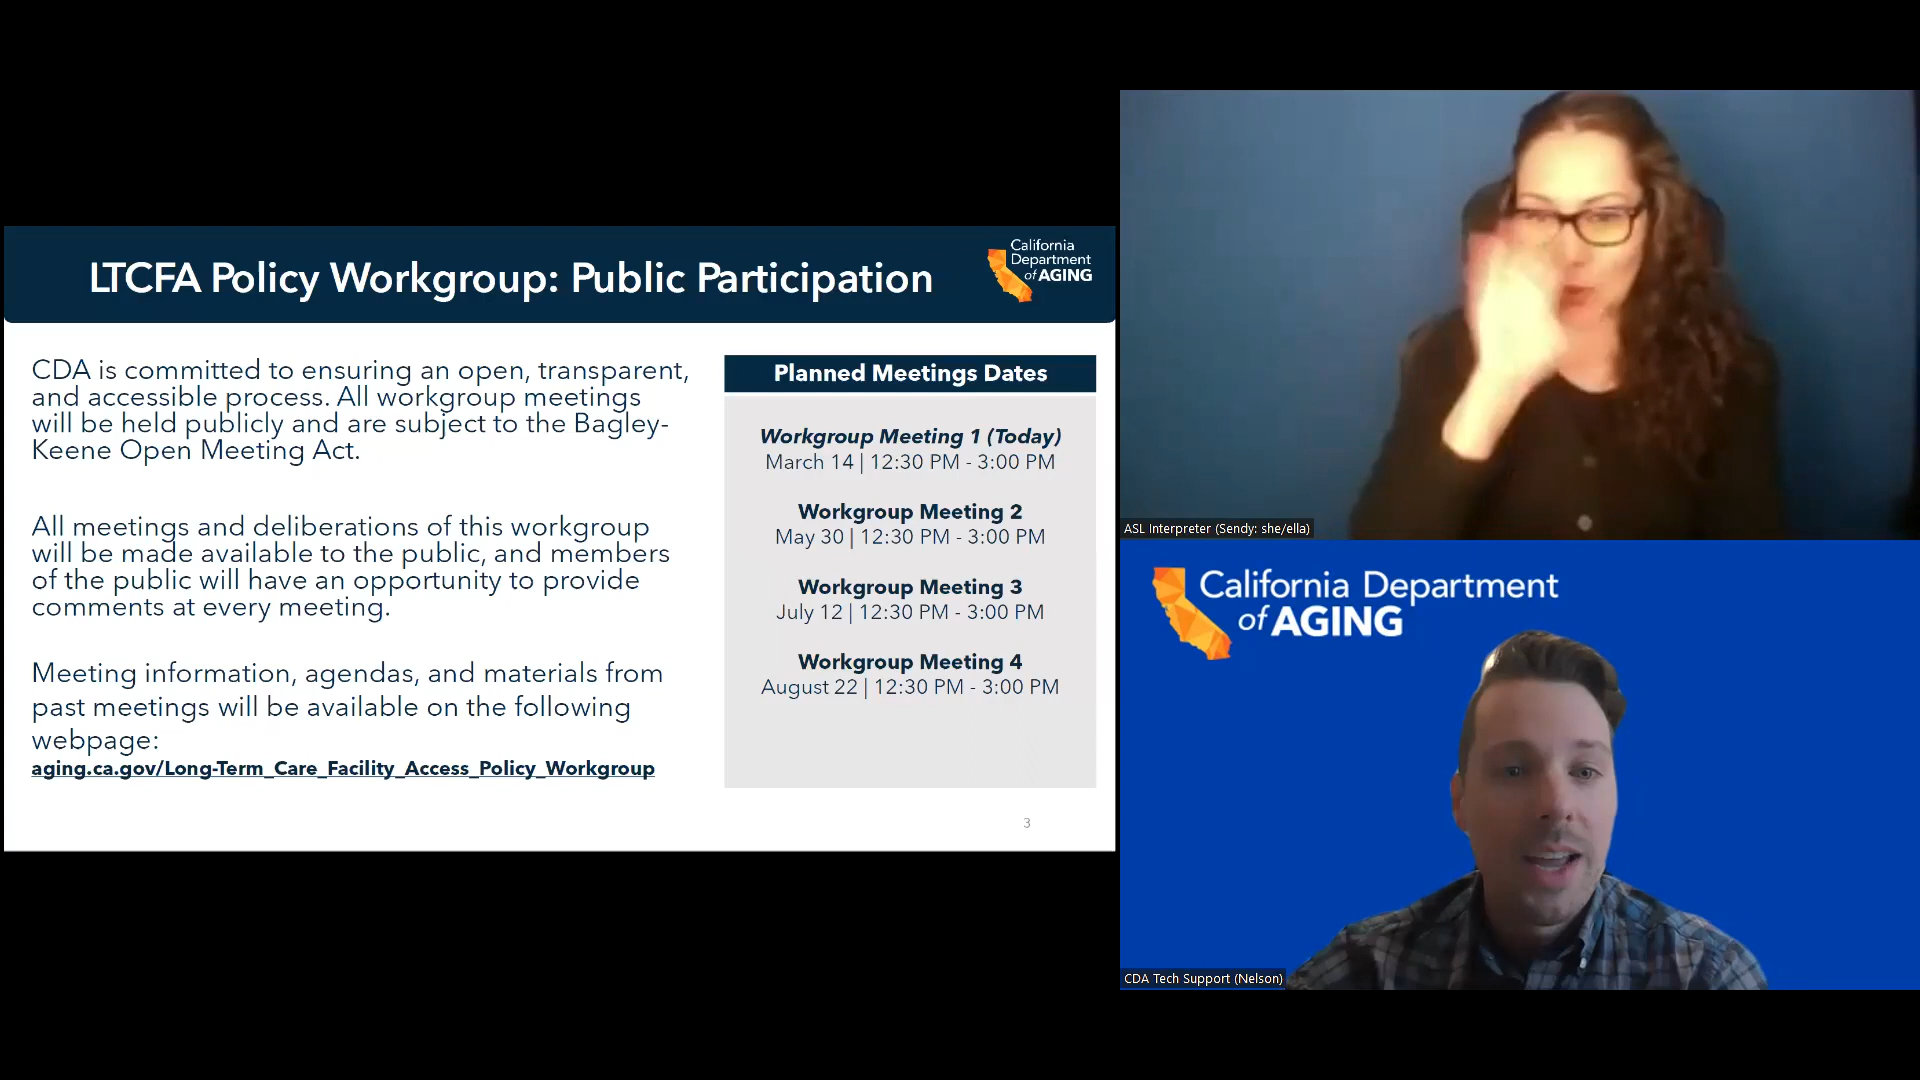 LTCFA Policy Workgroup: Public Participation
California
Department
of AGING
CDA is committed to ensuring an open, transparent,
and accessible process. All workgroup meetings
will be held publicly and are subject to the Bagley-
Keene Open Meeting Act.
All meetings and deliberations of this workgroup
will be made available to the public, and members
of the public will have an opportunity to provide
comments at every meeting.
Meeting information, agendas, and materials from
past meetings will be available on the following
webpage:
aging.ca.gov/Long-Term_Care_Facility_Access_Policy_Workgroup
Planned Meetings Dates
Workgroup Meeting 1 (Today)
March 14 | 12:30 PM - 3:00 PM
Workgroup Meeting 2
May 30 | 12:30 PM - 3:00 PM
Workgroup Meeting 3
July 12 | 12:30 PM - 3:00 PM
Workgroup Meeting 4
August 22 | 12:30 PM - 3:00 PM
3
ASL Interpreter (Sendy: she/ella)
California Department
of AGING
CDA Tech Support (Nelson)